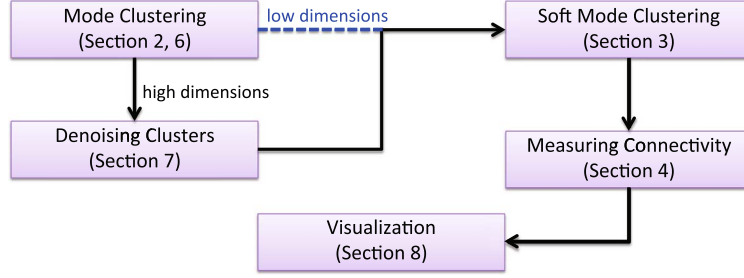 Mode Clustering
(Section 2, 6)
low dimensions
Soft Mode Clustering
(Section 3)
high dimensions
Denoising Clusters
(Section 7)
Measuring Connectivity
(Section 4)
Visualization
(Section 8)